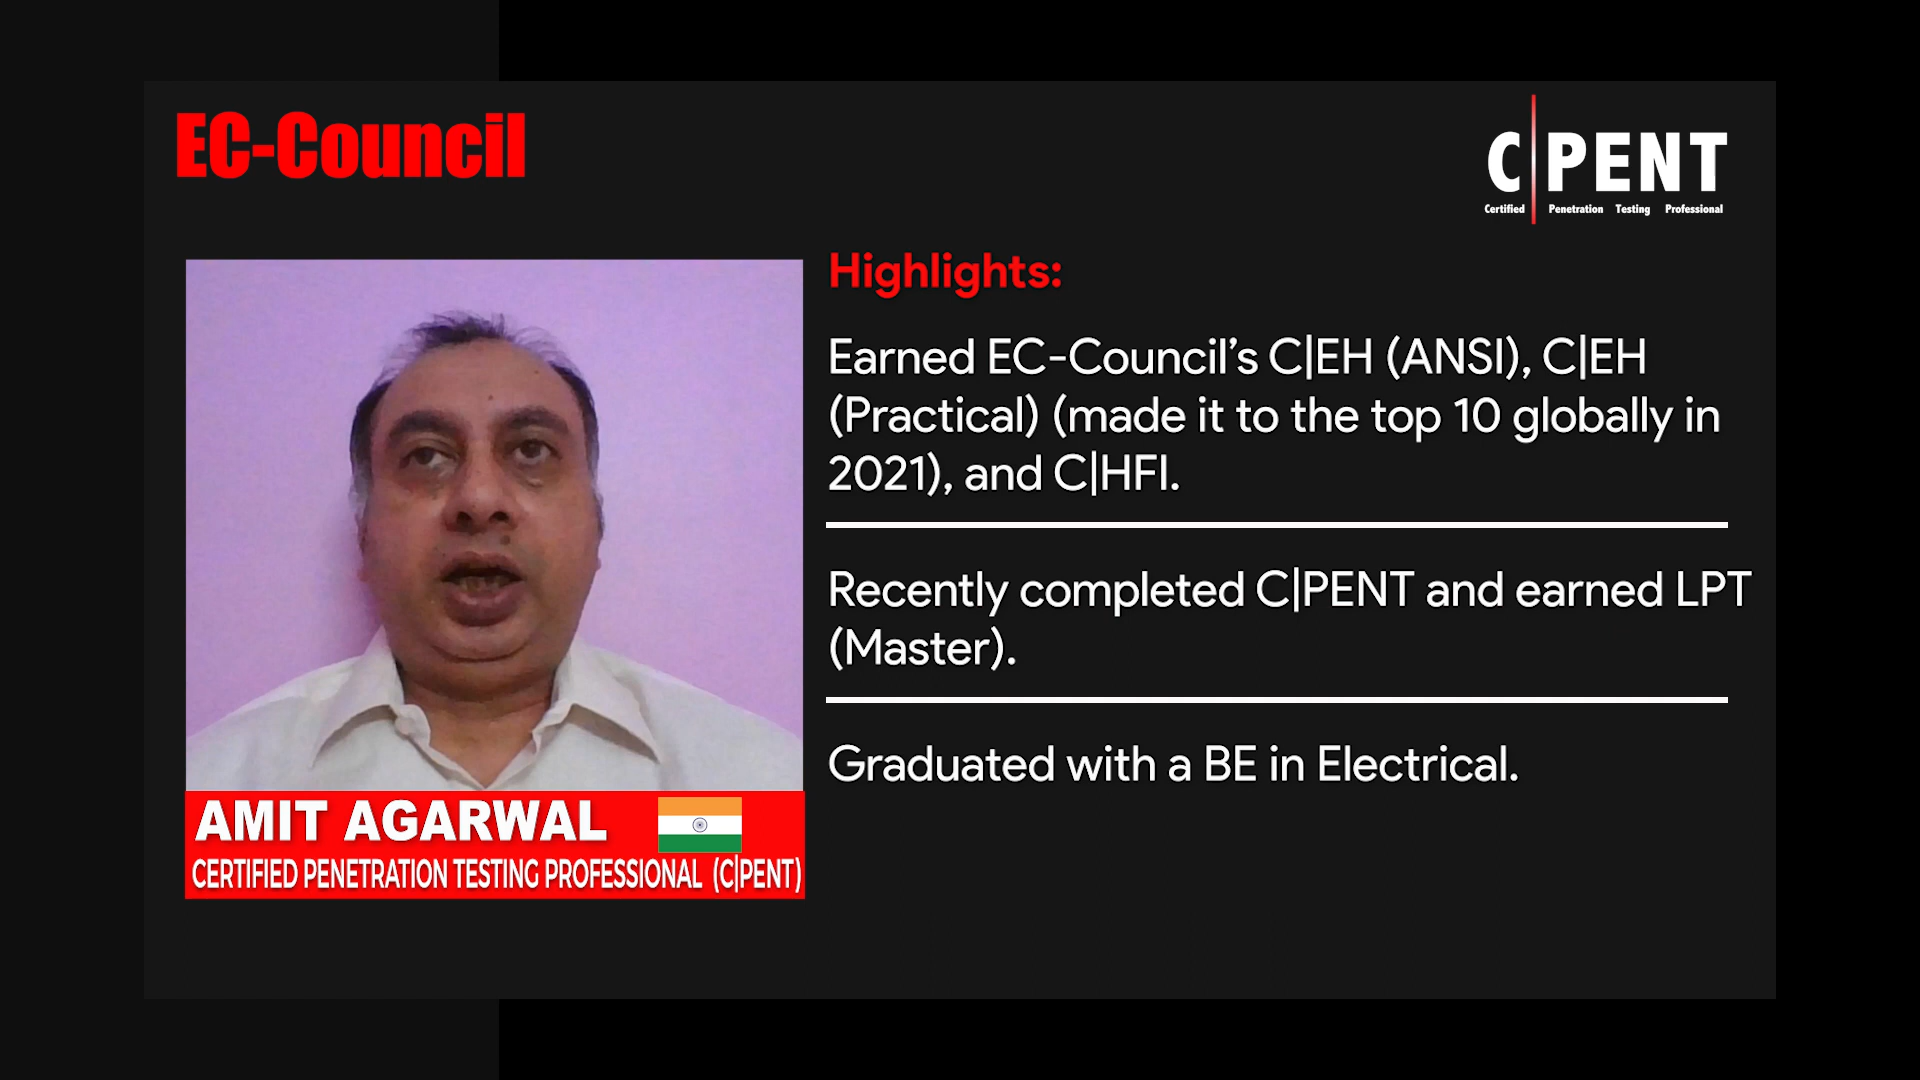 EC-Council
C|PENT
Certified Penetration Testing Professional
Highlights:
Earned EC-Council’s C|EH (ANSI), C|EH
(Practical) (made it to the top 10 globally in
2021), and C|HFI.
Recently completed C|PENT and earned LPT
(Master).
Graduated with a BE in Electrical.
AMIT AGARWAL
CERTIFIED PENETRATION TESTING PROFESSIONAL (C|PENT)